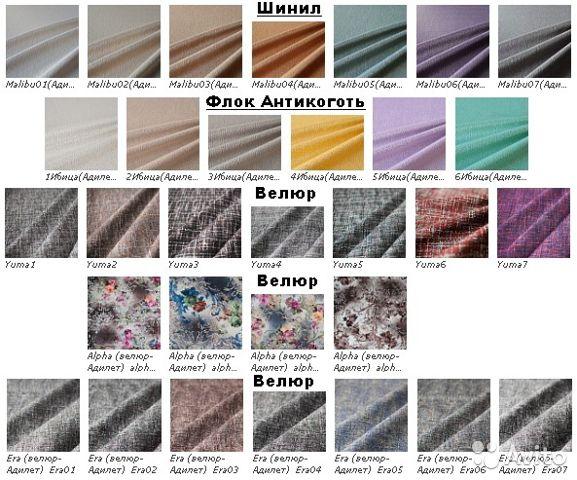 Шинил
Malibu01(Ади... Malibu02(Ади... Malibu03(Ади... Malibu04(Ади... Malibu05(Ади... Malibu06(Ади... Malibu07(Ади...
Флок Антикоготь
1Ибица(Адиле... 2Ибица(Адиле... 3Ибица(Адиле... 4Ибица(Адиле... 5Ибица(Адиле... 6Ибица(Адиле...
Велюр
Yuma1 Yuma2 Yuma3 Yuma4 Yuma5 Yuma6 Yuma7
Велюр
Alpha (велюр- Alpha (велюр- Alpha (велюр- Alpha (велюр-
Адилет) alph... Адилет) alph... Адилет) alph... Адилет) alph...
Велюр
Era (велюр- Era (велюр- Era (велюр- Era (велюр- Era (велюр- Era (велюр- Era (велюр-
Адилет) Era01 Адилет) Era02 Адилет) Era03 Адилет) Era04 Адилет) Era05 Адилет) Era06 Адилет) Era07
Avito